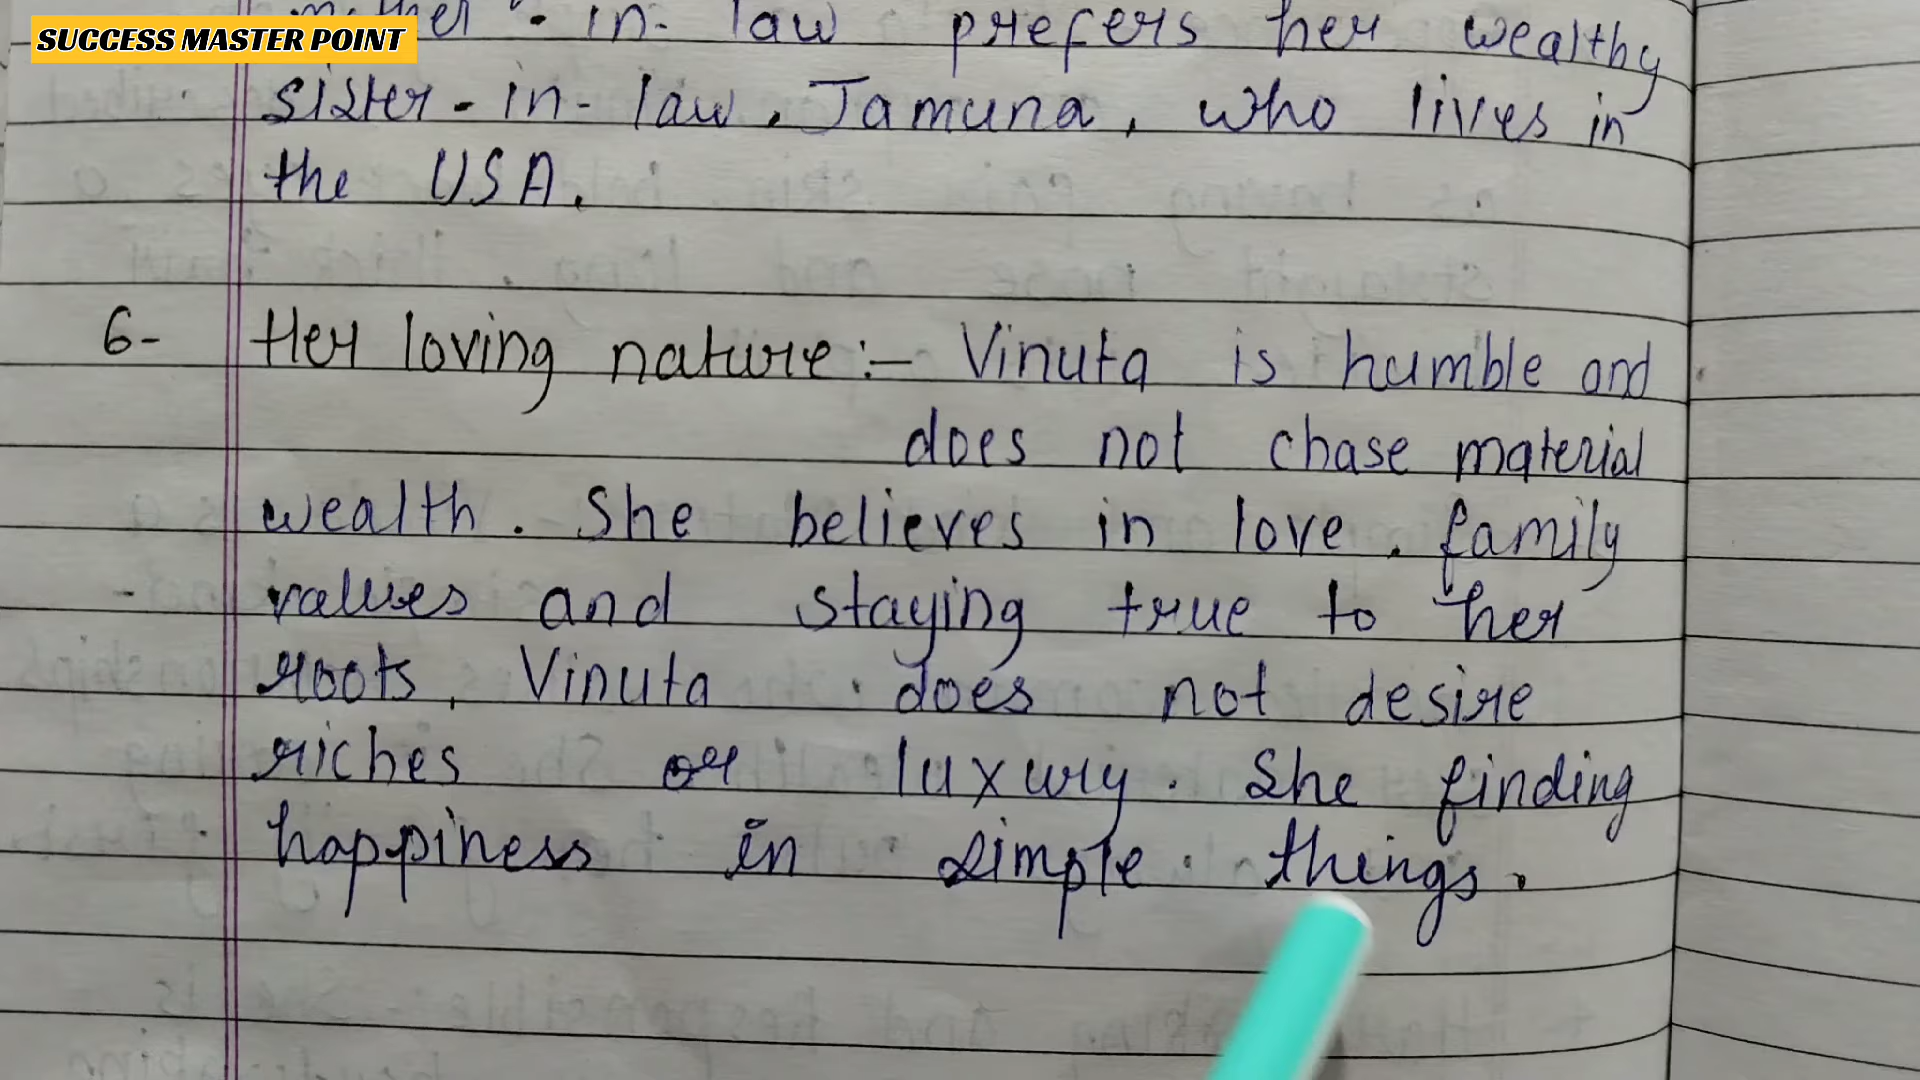 SUCCESS MASTER POINT
mother - in - law prefers her wealthy
sister - in - law, Jamuna, who lives in
the USA.
6- Her loving nature :- Vinuta is humble and
does not chase material
wealth. She believes in love, family
values and staying true to her
roots, Vinuta does not desire
riches or luxury. She finding
happiness in simple things.